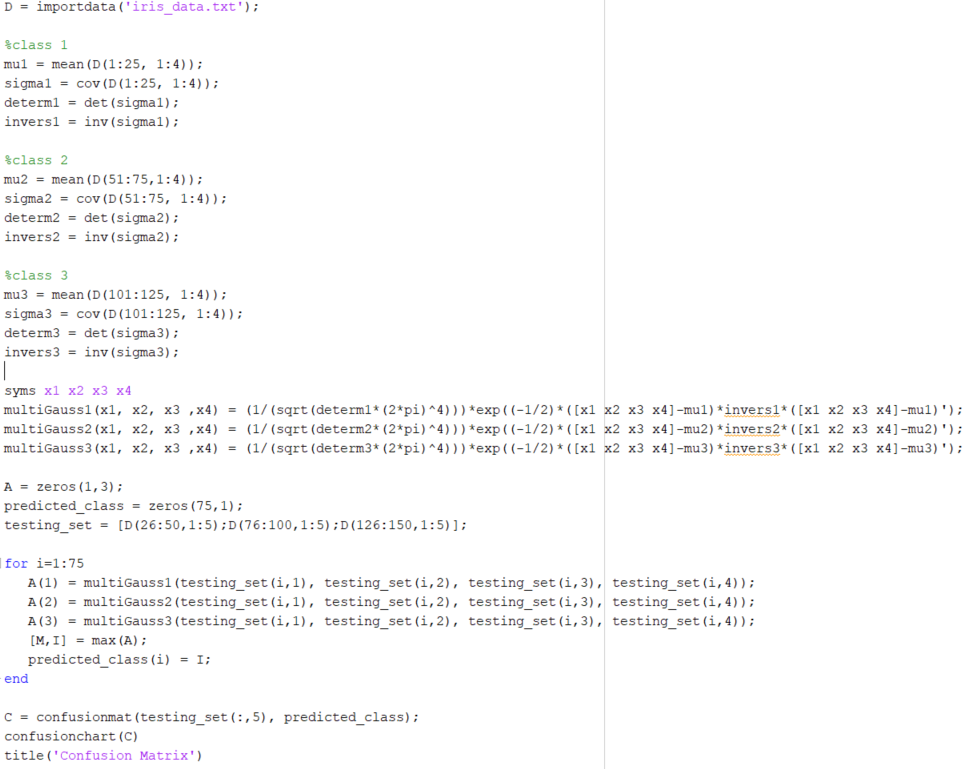 D = importdata('iris_data.txt');
%class 1
mu1 = mean(D(1:25, 1:4));
sigma1 = cov(D(1:25, 1:4));
determ1 = det(sigma1);
invers1 = inv(sigma1);
%class 2
mu2 = mean(D(51:75,1:4));
sigma2 = cov(D(51:75, 1:4));
determ2 = det(sigma2);
invers2 = inv(sigma2);
%class 3
mu3 = mean(D(101:125, 1:4));
sigma3 = cov(D(101:125, 1:4));
determ3 = det(sigma3);
invers3 = inv(sigma3);
syms x1 x2 x3 x4
multiGauss1(x1, x2, x3 ,x4) = (1/(sqrt(determ1*(2*pi)^4)))*exp((-1/2)*([x1 x2 x3 x4]-mu1)*invers1*([x1 x2 x3 x4]-mu1)');
multiGauss2(x1, x2, x3 ,x4) = (1/(sqrt(determ2*(2*pi)^4)))*exp((-1/2)*([x1 x2 x3 x4]-mu2)*invers2*([x1 x2 x3 x4]-mu2)');
multiGauss3(x1, x2, x3 ,x4) = (1/(sqrt(determ3*(2*pi)^4)))*exp((-1/2)*([x1 x2 x3 x4]-mu3)*invers3*([x1 x2 x3 x4]-mu3)');
A = zeros(1,3);
predicted_class = zeros(75,1);
testing_set = [D(26:50,1:5);D(76:100,1:5);D(126:150,1:5)];
for i=1:75
A(1) = multiGauss1(testing_set(i,1), testing_set(i,2), testing_set(i,3), testing_set(i,4));
A(2) = multiGauss2(testing_set(i,1), testing_set(i,2), testing_set(i,3), testing_set(i,4));
A(3) = multiGauss3(testing_set(i,1), testing_set(i,2), testing_set(i,3), testing_set(i,4));
[M,I] = max(A);
predicted_class(i) = I;
end
C = confusionmat(testing_set(:,5), predicted_class);
confusionchart(C)
title('Confusion Matrix')